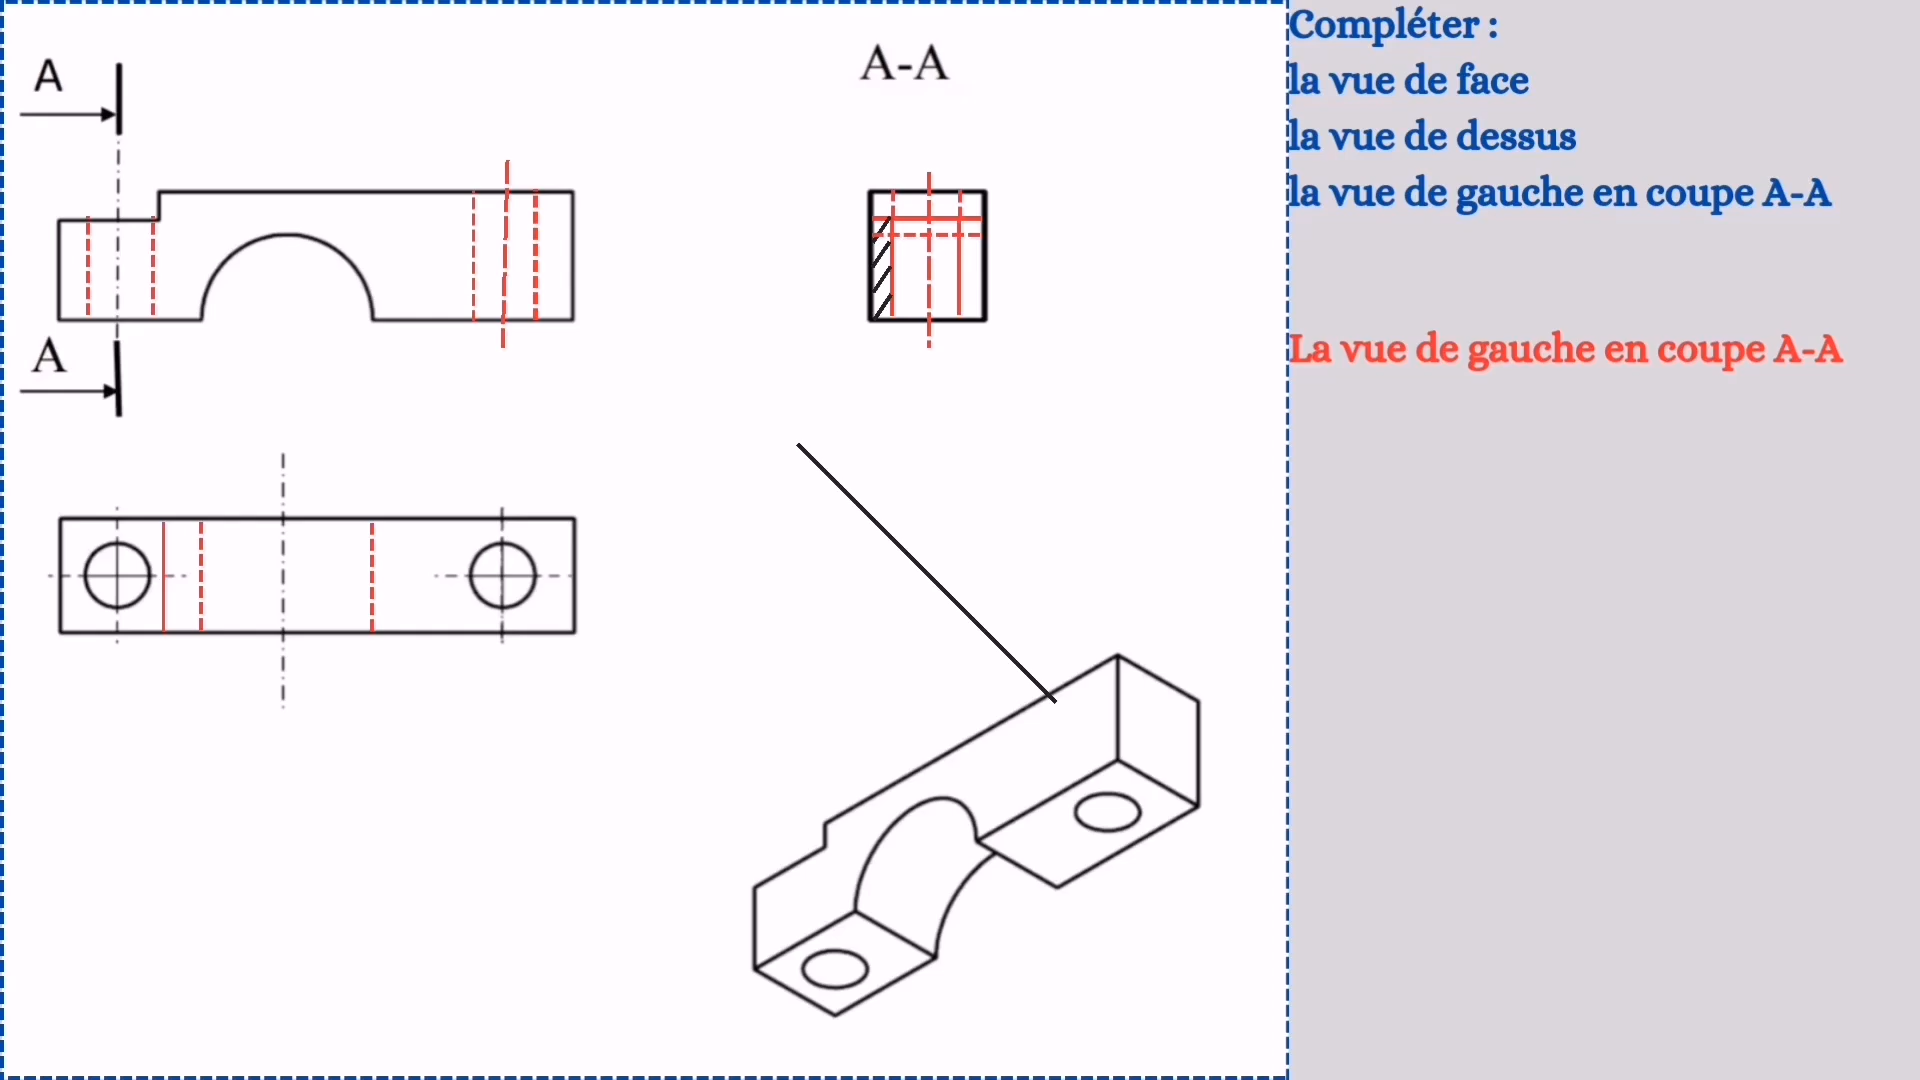 A
A-A
A
Compléter :
la vue de face
la vue de dessus
la vue de gauche en coupe A-A
La vue de gauche en coupe A-A